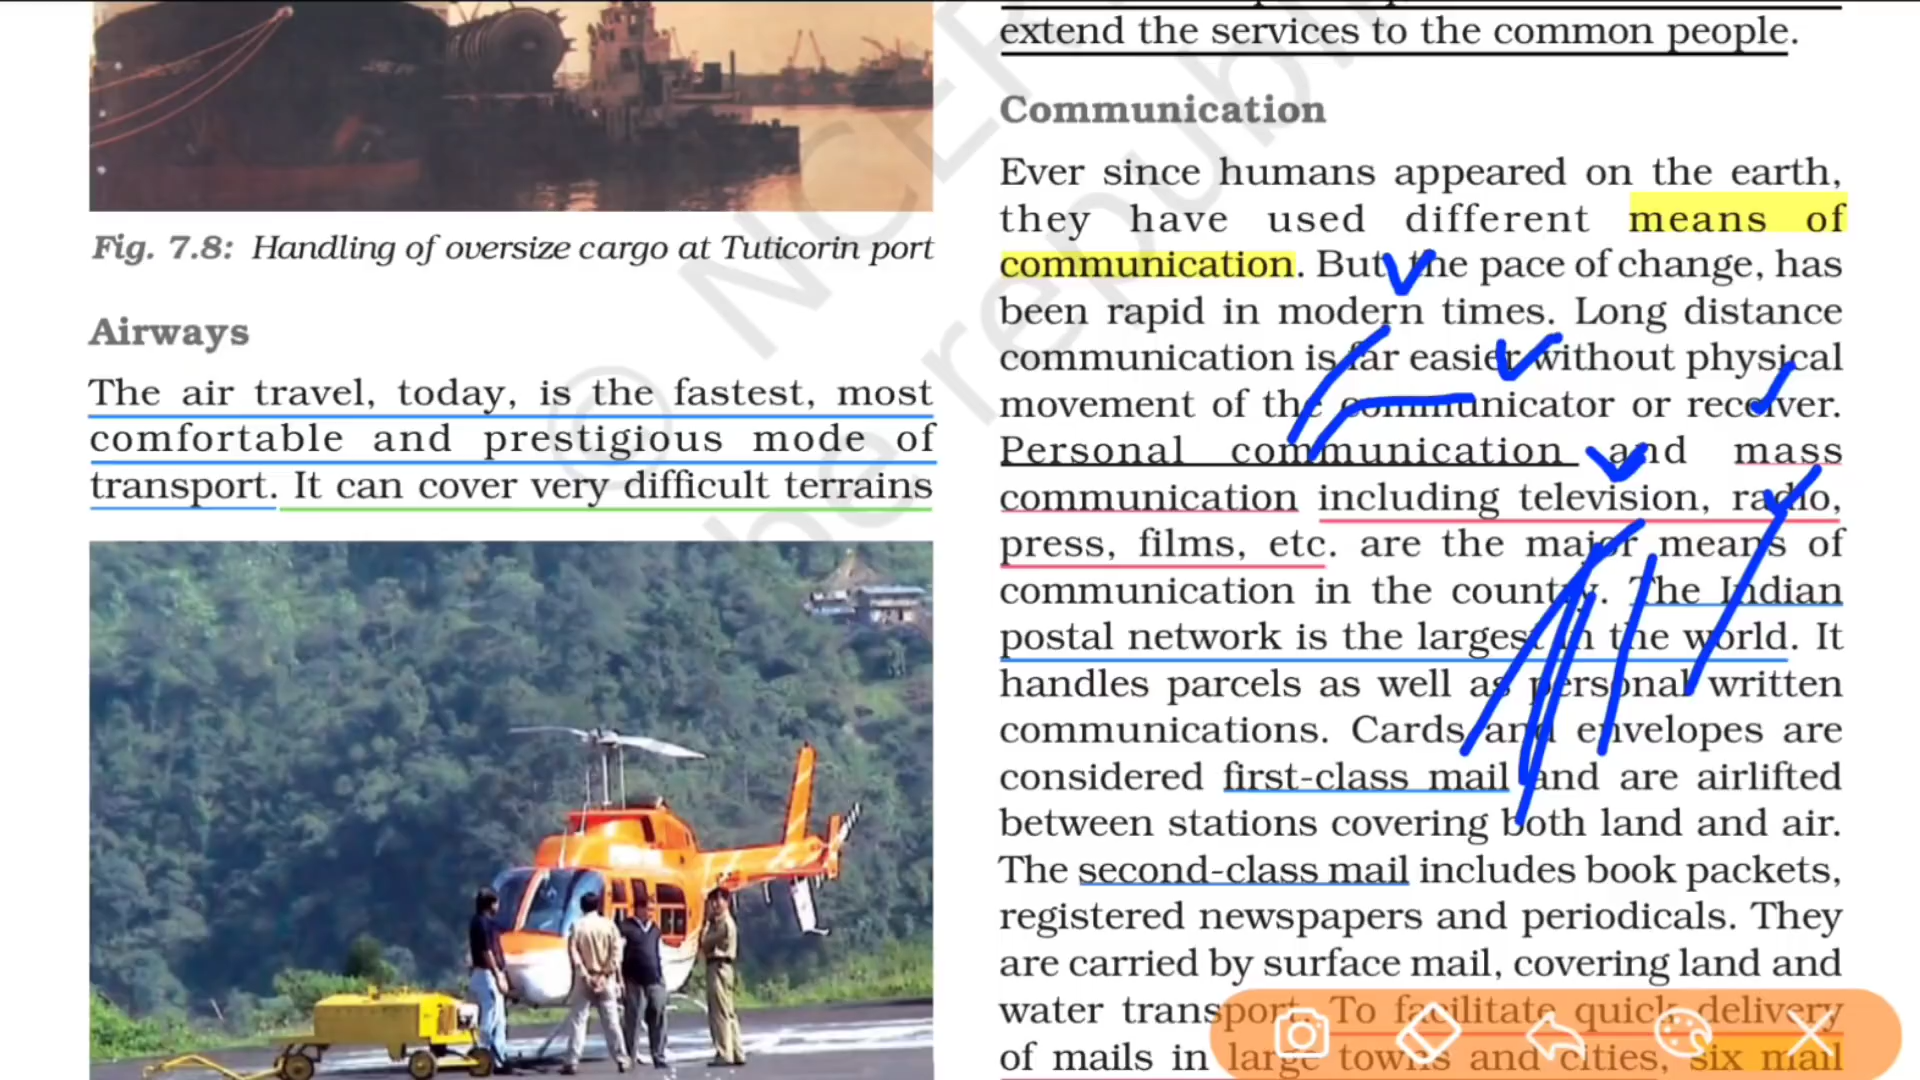 Fig. 7.8: Handling of oversize cargo at Tuticorin port
Airways
The air travel, today, is the fastest, most
comfortable and prestigious mode of
transport. It can cover very difficult terrains
extend the services to the common people.
Communication
Ever since humans appeared on the earth,
they have used different means of
communication. But the pace of change, has
been rapid in modern times. Long distance
communication is far easier without physical
movement of the communicator or receiver.
Personal communication and mass
communication including television, radio,
press, films, etc. are the major means of
communication in the country. The Indian
postal network is the largest in the world. It
handles parcels as well as personal written
communications. Cards and envelopes are
considered first-class mail and are airlifted
between stations covering both land and air.
The second-class mail includes book packets,
registered newspapers and periodicals. They
are carried by surface mail, covering land and
water transport. To facilitate quick delivery
of mails in large towns and cities, six mail
© NCER
be republi